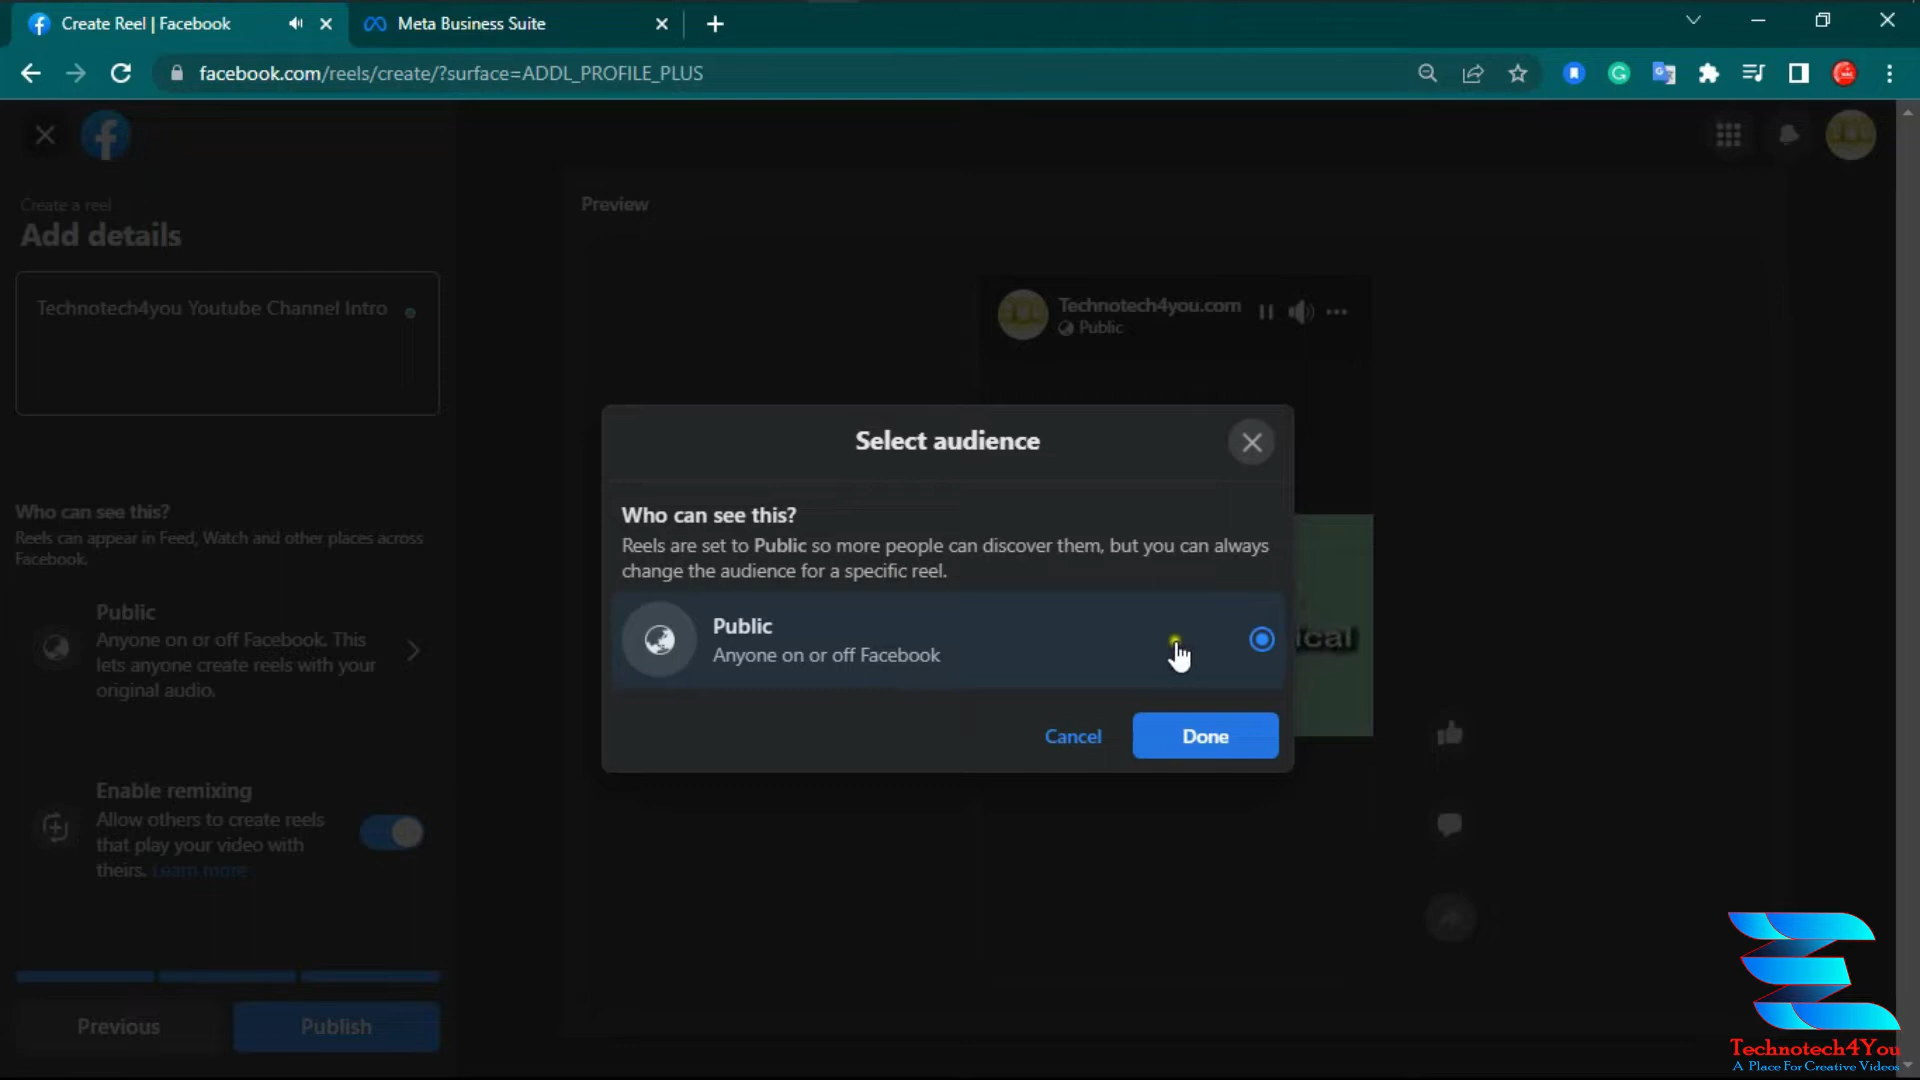 Create Reel | Facebook
Meta Business Suite
facebook.com/reels/create/?surface=ADDL_PROFILE_PLUS
Create a reel
Add details
Technotech4you Youtube Channel Intro
Who can see this?
Reels can appear in Feed, Watch and other places across
Facebook.
Public
Anyone on or off Facebook. This
lets anyone create reels with your
original audio.
Enable remixing
Allow others to create reels
that play your video with
theirs. Learn more
Previous
Publish
Preview
Technotech4you.com
Public
Select audience
Who can see this?
Reels are set to Public so more people can discover them, but you can always
change the audience for a specific reel.
Public
Anyone on or off Facebook
Cancel
Done
ical
Technotech4You
A Place For Creative Videos